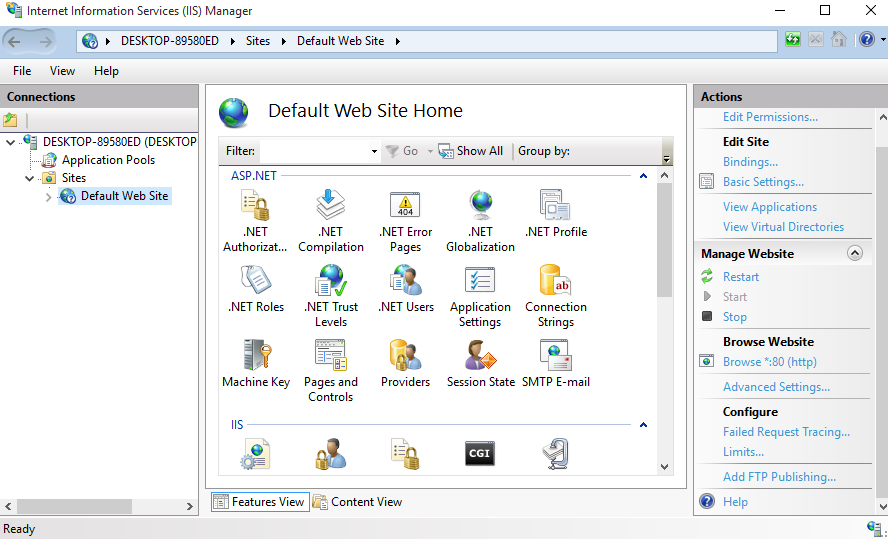 Internet Information Services (IIS) Manager
DESKTOP-89580ED Sites Default Web Site
File View Help
Connections
DESKTOP-89580ED (DESKTOP
Application Pools
Sites
Default Web Site
Default Web Site Home
Filter: Go Show All Group by:
ASP.NET
.NET Authorizat...
.NET Compilation
.NET Error Pages
.NET Globalization
.NET Profile
.NET Roles
.NET Trust Levels
.NET Users
Application Settings
Connection Strings
Machine Key
Pages and Controls
Providers
Session State
SMTP E-mail
IIS
404
ab
CGI
Features View
Content View
Actions
Edit Permissions...
Edit Site
Bindings...
Basic Settings...
View Applications
View Virtual Directories
Manage Website
Restart
Start
Stop
Browse Website
Browse *:80 (http)
Advanced Settings...
Configure
Failed Request Tracing...
Limits...
Add FTP Publishing...
Help
Ready